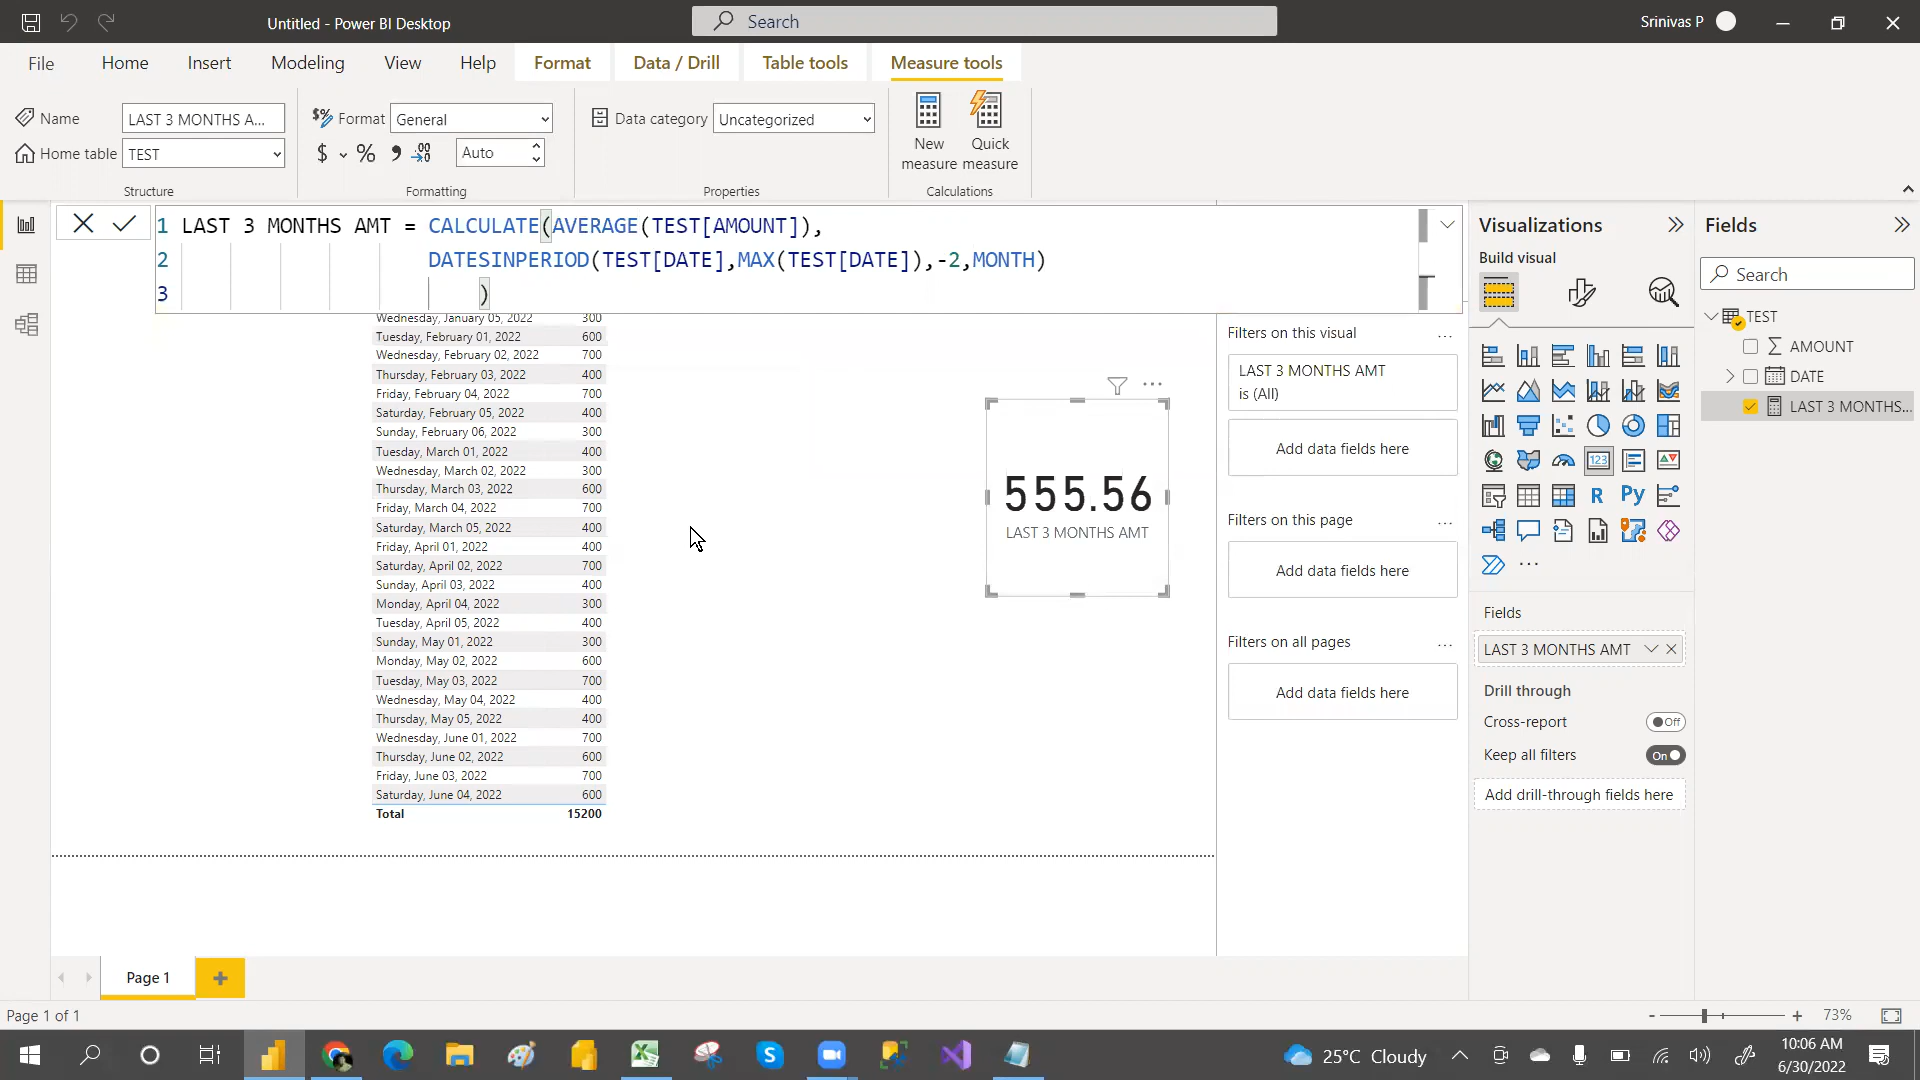 Untitled - Power BI Desktop
Search
Srinivas P
File Home Insert Modeling View Help Format Data / Drill Table tools Measure tools
Name LAST 3 MONTHS A...
Home table TEST
Structure
Format General
$ % , .00 Auto
Formatting
Data category Uncategorized
Properties
New measure
Quick measure
Calculations
1 LAST 3 MONTHS AMT = CALCULATE(AVERAGE(TEST[AMOUNT]),
2 DATESINPERIOD(TEST[DATE],MAX(TEST[DATE]),-2,MONTH)
3 )
Wednesday, January 05, 2022 300
Tuesday, February 01, 2022 600
Wednesday, February 02, 2022 700
Thursday, February 03, 2022 400
Friday, February 04, 2022 700
Saturday, February 05, 2022 400
Sunday, February 06, 2022 300
Tuesday, March 01, 2022 400
Wednesday, March 02, 2022 300
Thursday, March 03, 2022 600
Friday, March 04, 2022 700
Saturday, March 05, 2022 400
Friday, April 01, 2022 400
Saturday, April 02, 2022 700
Sunday, April 03, 2022 400
Monday, April 04, 2022 300
Tuesday, April 05, 2022 400
Sunday, May 01, 2022 300
Monday, May 02, 2022 600
Tuesday, May 03, 2022 700
Wednesday, May 04, 2022 400
Thursday, May 05, 2022 400
Wednesday, June 01, 2022 700
Thursday, June 02, 2022 600
Friday, June 03, 2022 700
Saturday, June 04, 2022 600
Total 15200
555.56
LAST 3 MONTHS AMT
Filters on this visual ...
LAST 3 MONTHS AMT
is (All)
Add data fields here
Filters on this page ...
Add data fields here
Filters on all pages ...
Add data fields here
Visualizations
Build visual
123
R
Py
...
Fields
LAST 3 MONTHS AMT
Drill through
Cross-report Off
Keep all filters On
Add drill-through fields here
Fields
Search
TEST
AMOUNT
DATE
LAST 3 MONTHS...
Page 1
Page 1 of 1
- + 73%
25°C Cloudy
10:06 AM
6/30/2022